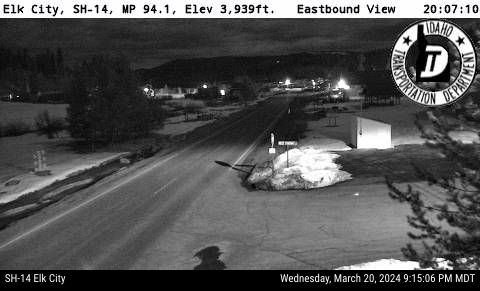 Elk City, SH-14, MP 94.1, Elev 3,939ft. Eastbound View 20:07:10
IDAHO
TRANSPORTATION DEPARTMENT
SH-14 Elk City Wednesday, March 20, 2024 9:15:06 PM MDT